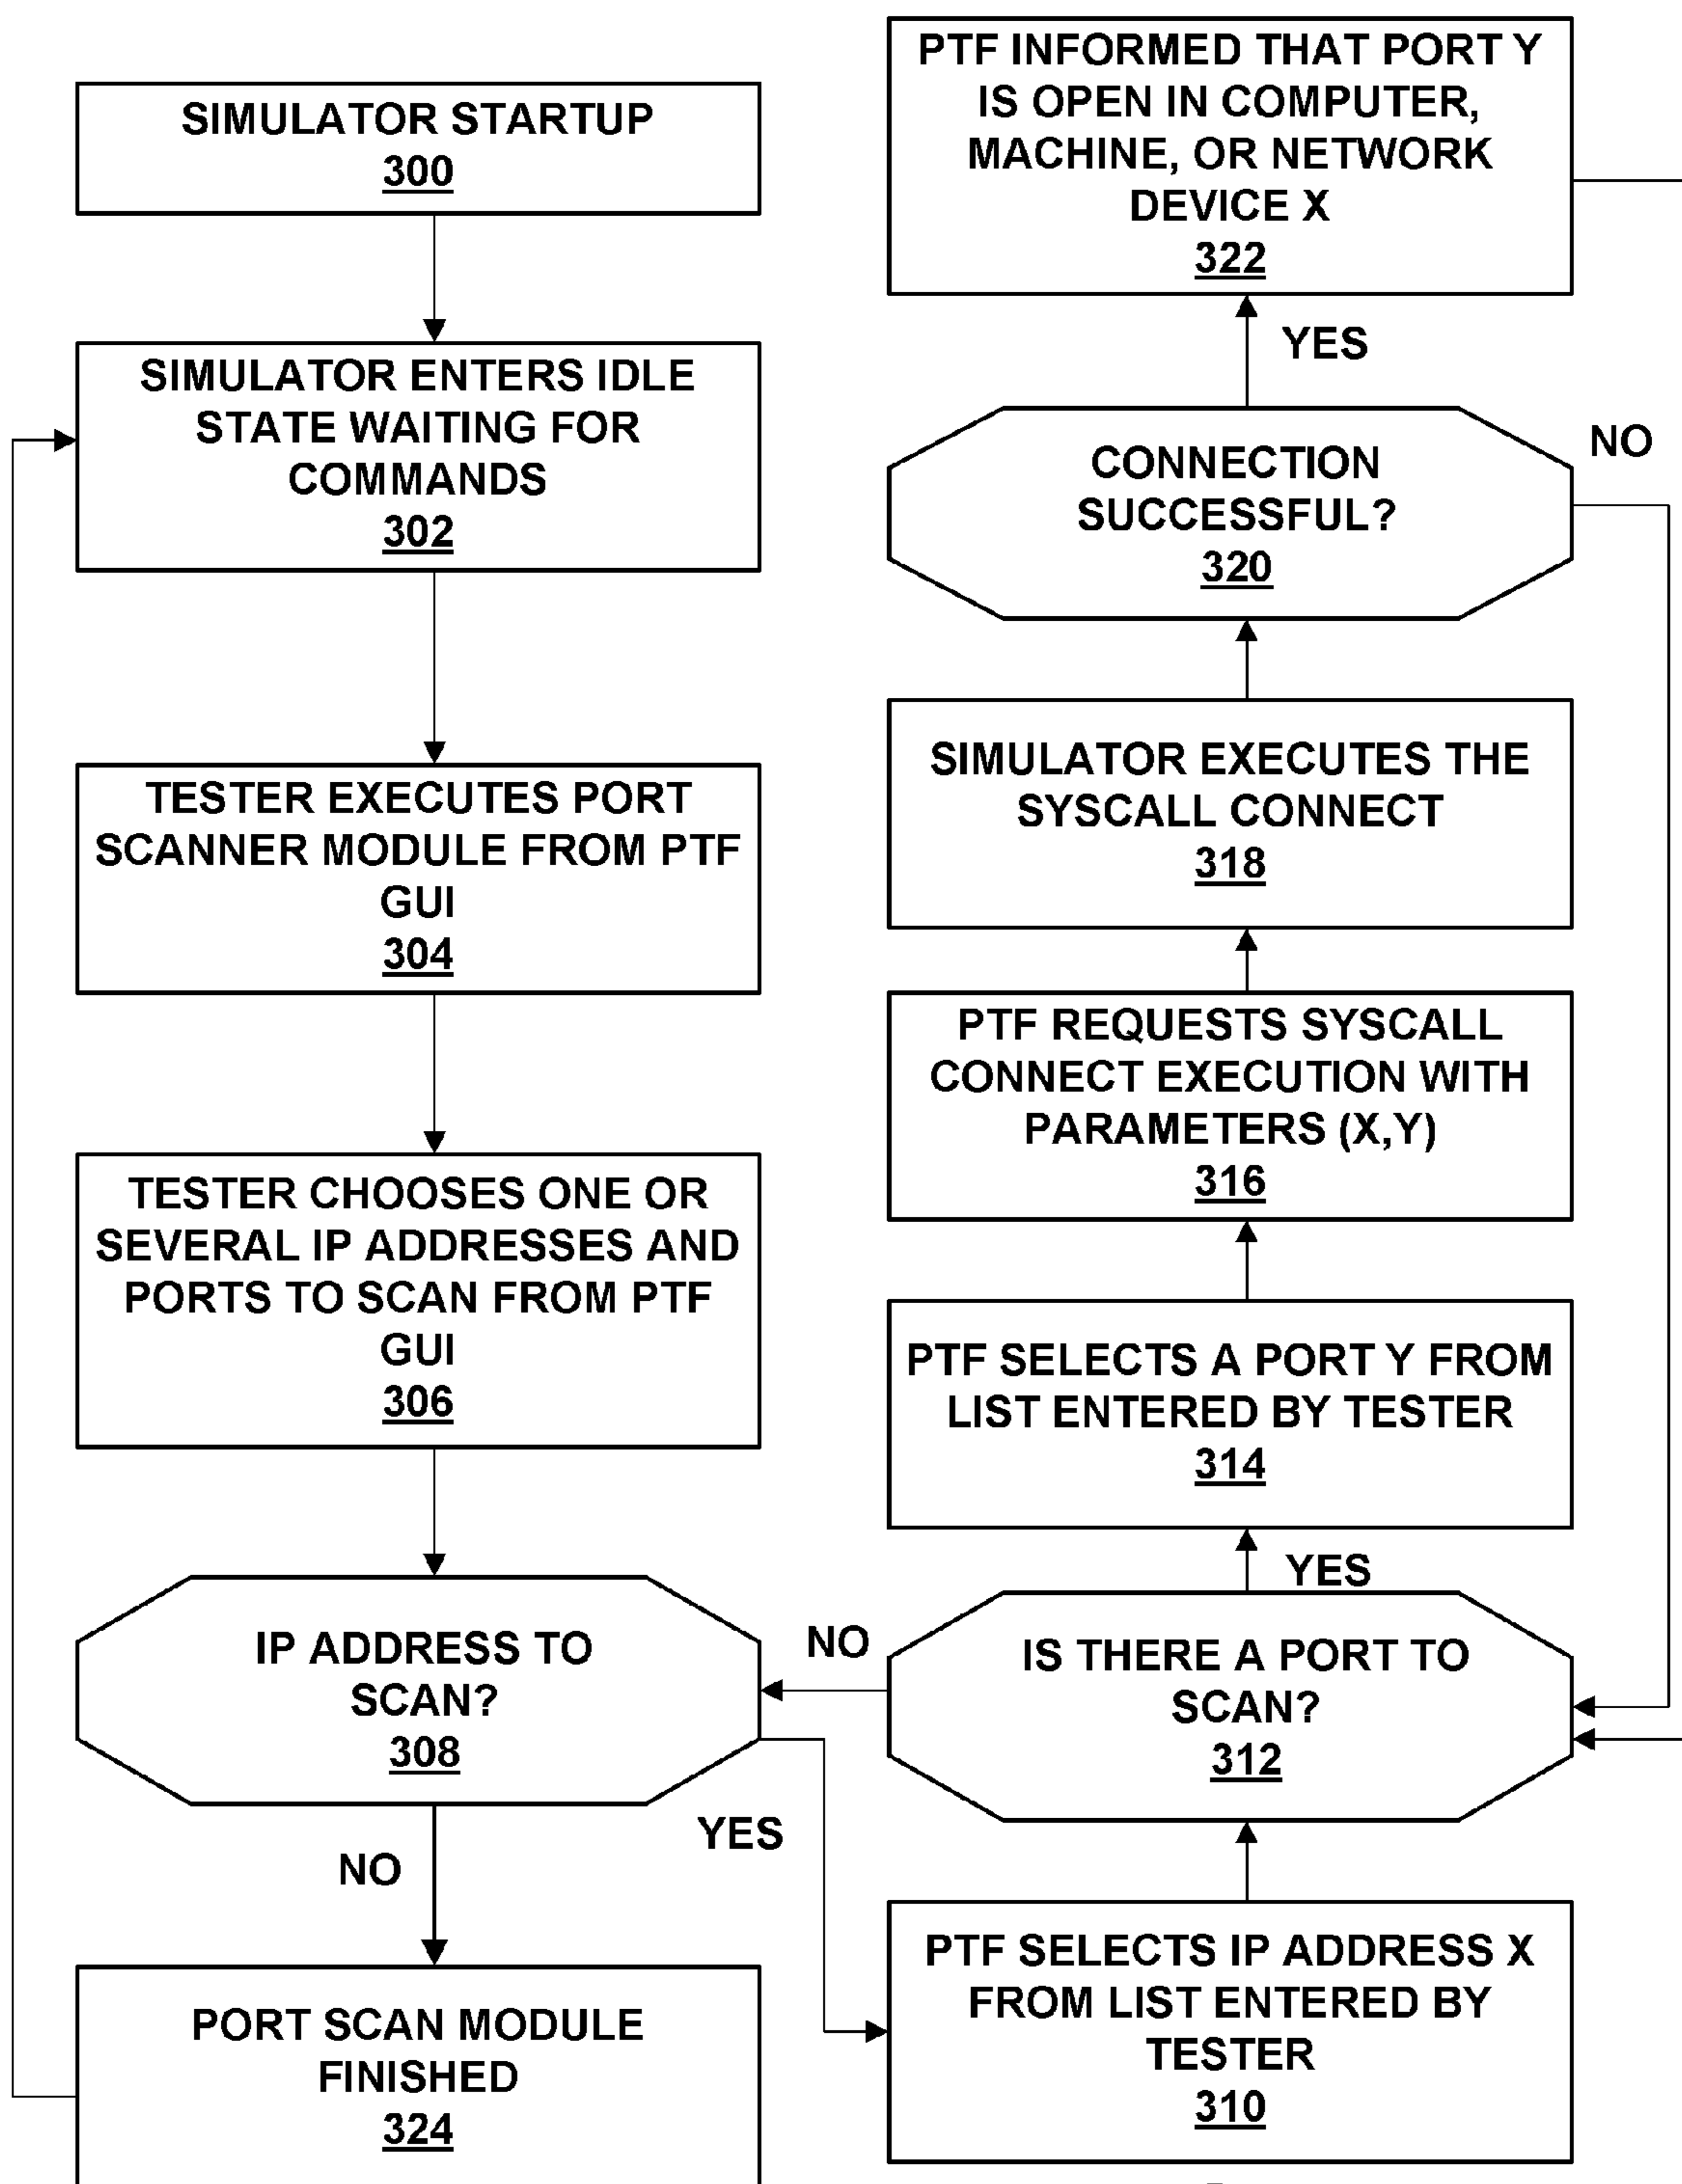 SIMULATOR STARTUP
300
SIMULATOR ENTERS IDLE
STATE WAITING FOR
COMMANDS
302
TESTER EXECUTES PORT
SCANNER MODULE FROM PTF
GUI
304
TESTER CHOOSES ONE OR
SEVERAL IP ADDRESSES AND
PORTS TO SCAN FROM PTF
GUI
306
IP ADDRESS TO
SCAN?
308
NO
YES
PORT SCAN MODULE
FINISHED
324
PTF SELECTS IP ADDRESS X
FROM LIST ENTERED BY
TESTER
310
IS THERE A PORT TO
SCAN?
312
NO
YES
PTF SELECTS A PORT Y FROM
LIST ENTERED BY TESTER
314
PTF REQUESTS SYSCALL
CONNECT EXECUTION WITH
PARAMETERS (X,Y)
316
SIMULATOR EXECUTES THE
SYSCALL CONNECT
318
CONNECTION
SUCCESSFUL?
320
NO
YES
PTF INFORMED THAT PORT Y
IS OPEN IN COMPUTER,
MACHINE, OR NETWORK
DEVICE X
322